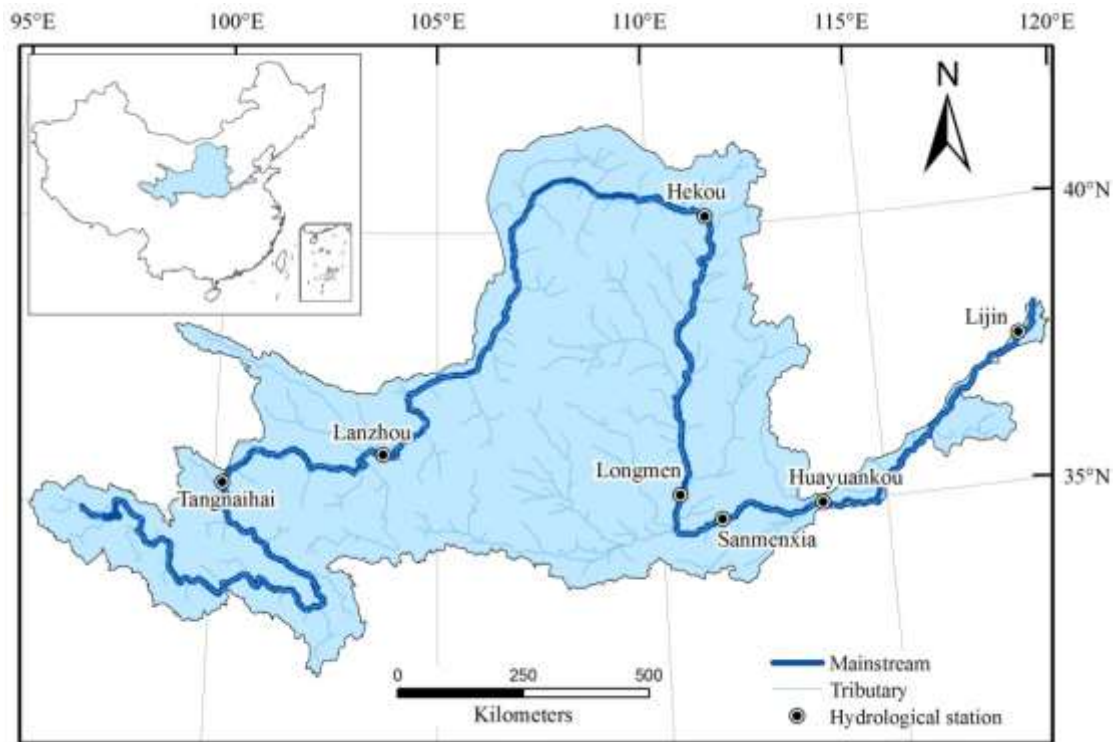 95°E
100°E
105°E
110°E
115°E
120°E
N
Hekou
40°N
Lijin
Lanzhou
Longmen
Huayuankou
35°N
Tangnaihai
Sanmenxia
0 250 500
Kilometers
Mainstream
Tributary
Hydrological station